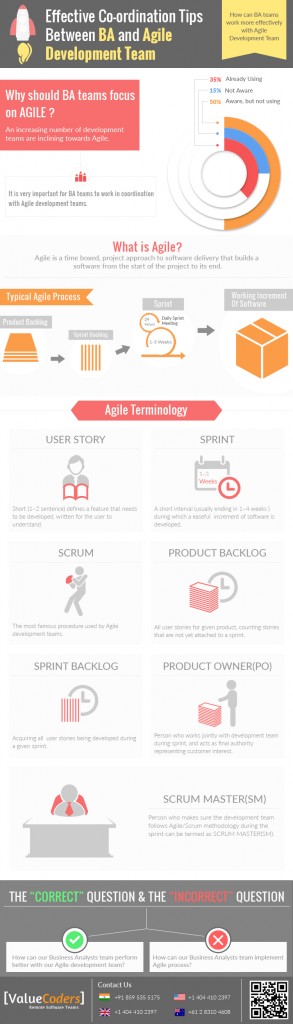 Effective Co-ordination Tips
Between BA and Agile
Development Team
How can BA teams
work more effectively
with Agile
Development Team
35% Already Using
15% Not Aware
50% Aware, but not using
Why should BA teams focus
on AGILE ?
An increasing number of development
teams are inclining towards Agile.
It is very important for BA teams to work in coordination
with Agile development teams.
What is Agile?
Agile is a time boxed, project approach to software delivery that builds a
software from the start of the project to its end.
Typical Agile Process
Product Backlog
Sprint Backlog
Sprint
24
Hours
Daily Sprint
Meeting
1-3 Weeks
Working Increment
Of Software
Agile Terminology
USER STORY
Short (1-2 sentence) defines a feature that needs
to be developed, written for the user to
understand.
SPRINT
1-3
Weeks
A short interval (usually ending in 1-4 weeks )
during which a easeful increment of software is
developed.
SCRUM
The most famous procedure used by Agile
development teams.
PRODUCT BACKLOG
All user stories for given product, counting stories
that are not yet attached to a sprint.
SPRINT BACKLOG
Acquiring all user stories being developed during
a given sprint.
PRODUCT OWNER(PO)
Person who works jointly with development team
during sprint, and acts as final authority
representing customer interest.
SCRUM MASTER(SM)
Person who makes sure the development team
follows Agile/Scrum methodology during the
sprint can be termed as SCRUM MASTER(SM)
THE "CORRECT" QUESTION & THE "INCORRECT" QUESTION
How can our Business Analysts team perform
better with our Agile development team?
How can our Business Analysts team implement
Agile process?
[ValueCoders]
Remote Software Teams
Contact Us
+91 859 535 5175
+1 404 410 2397
+1 404 410 2397
+61 2 8310 4608